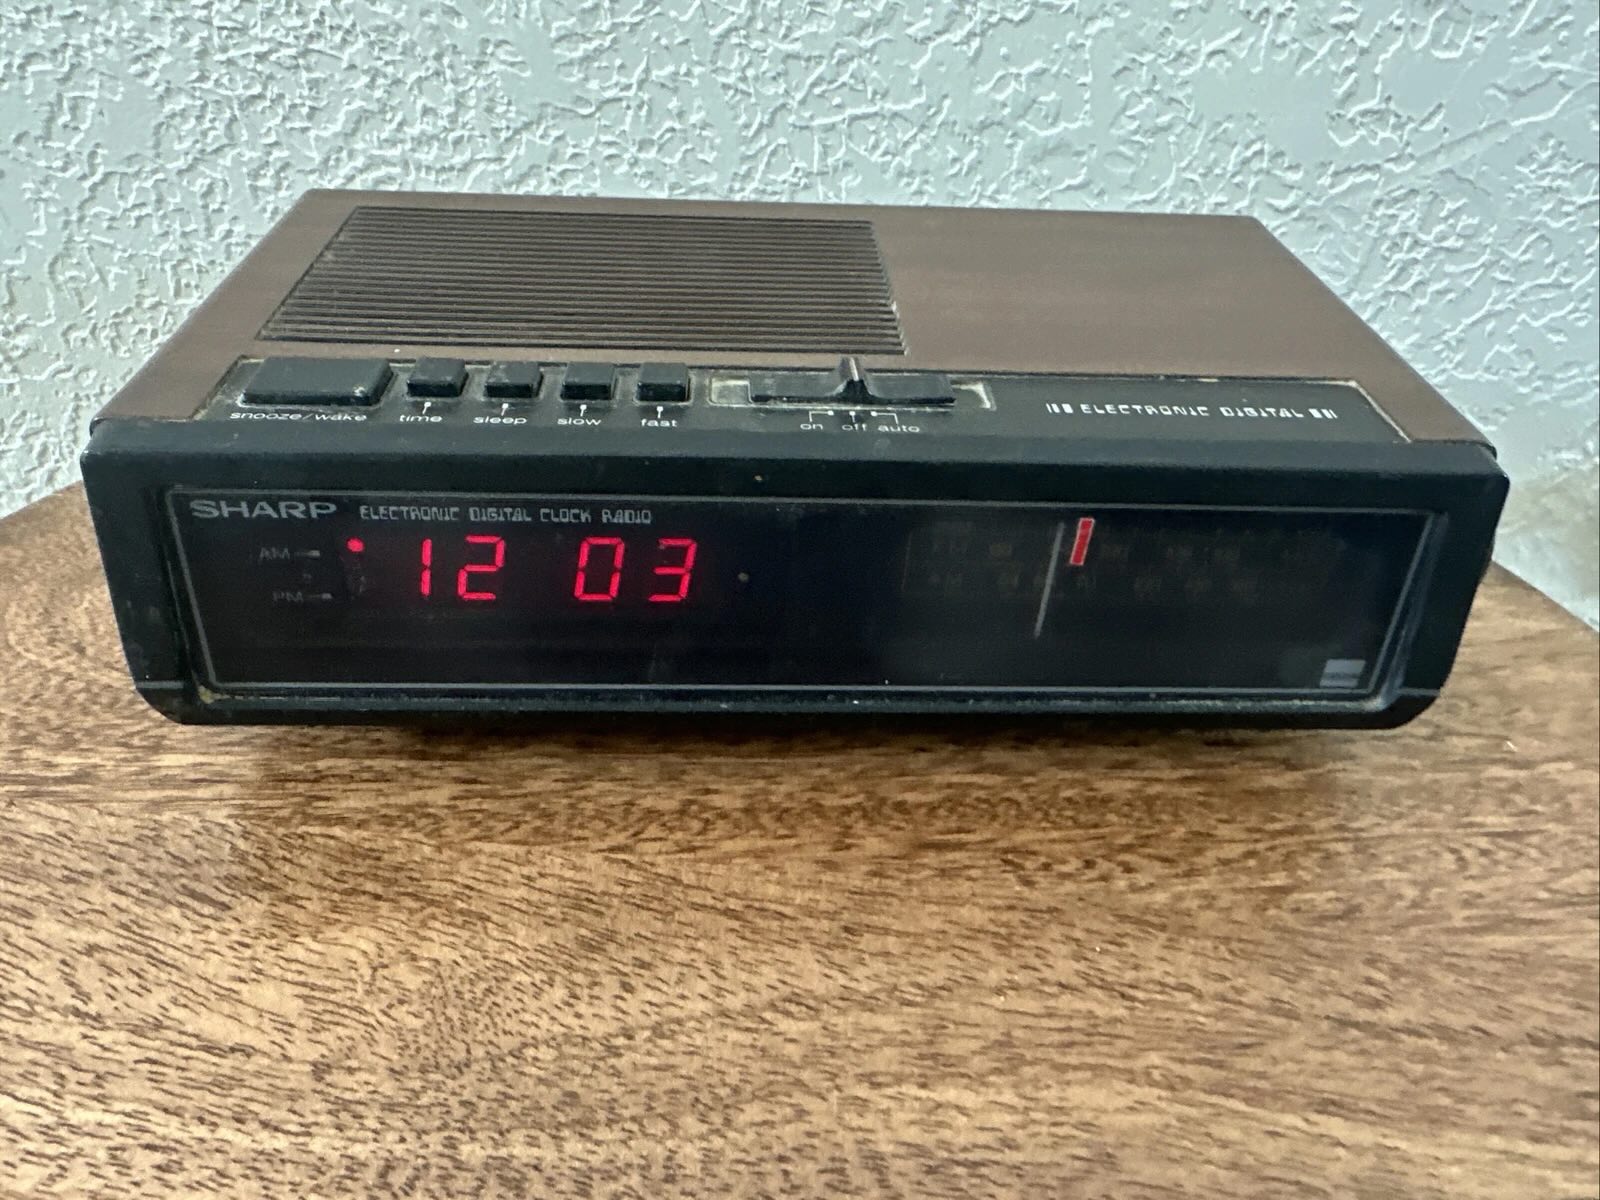 snooze/wake time sleep slow fast
on off auto
ELECTRONIC DIGITAL
SHARP ELECTRONIC DIGITAL CLOCK RADIO
AM
12 03
PM